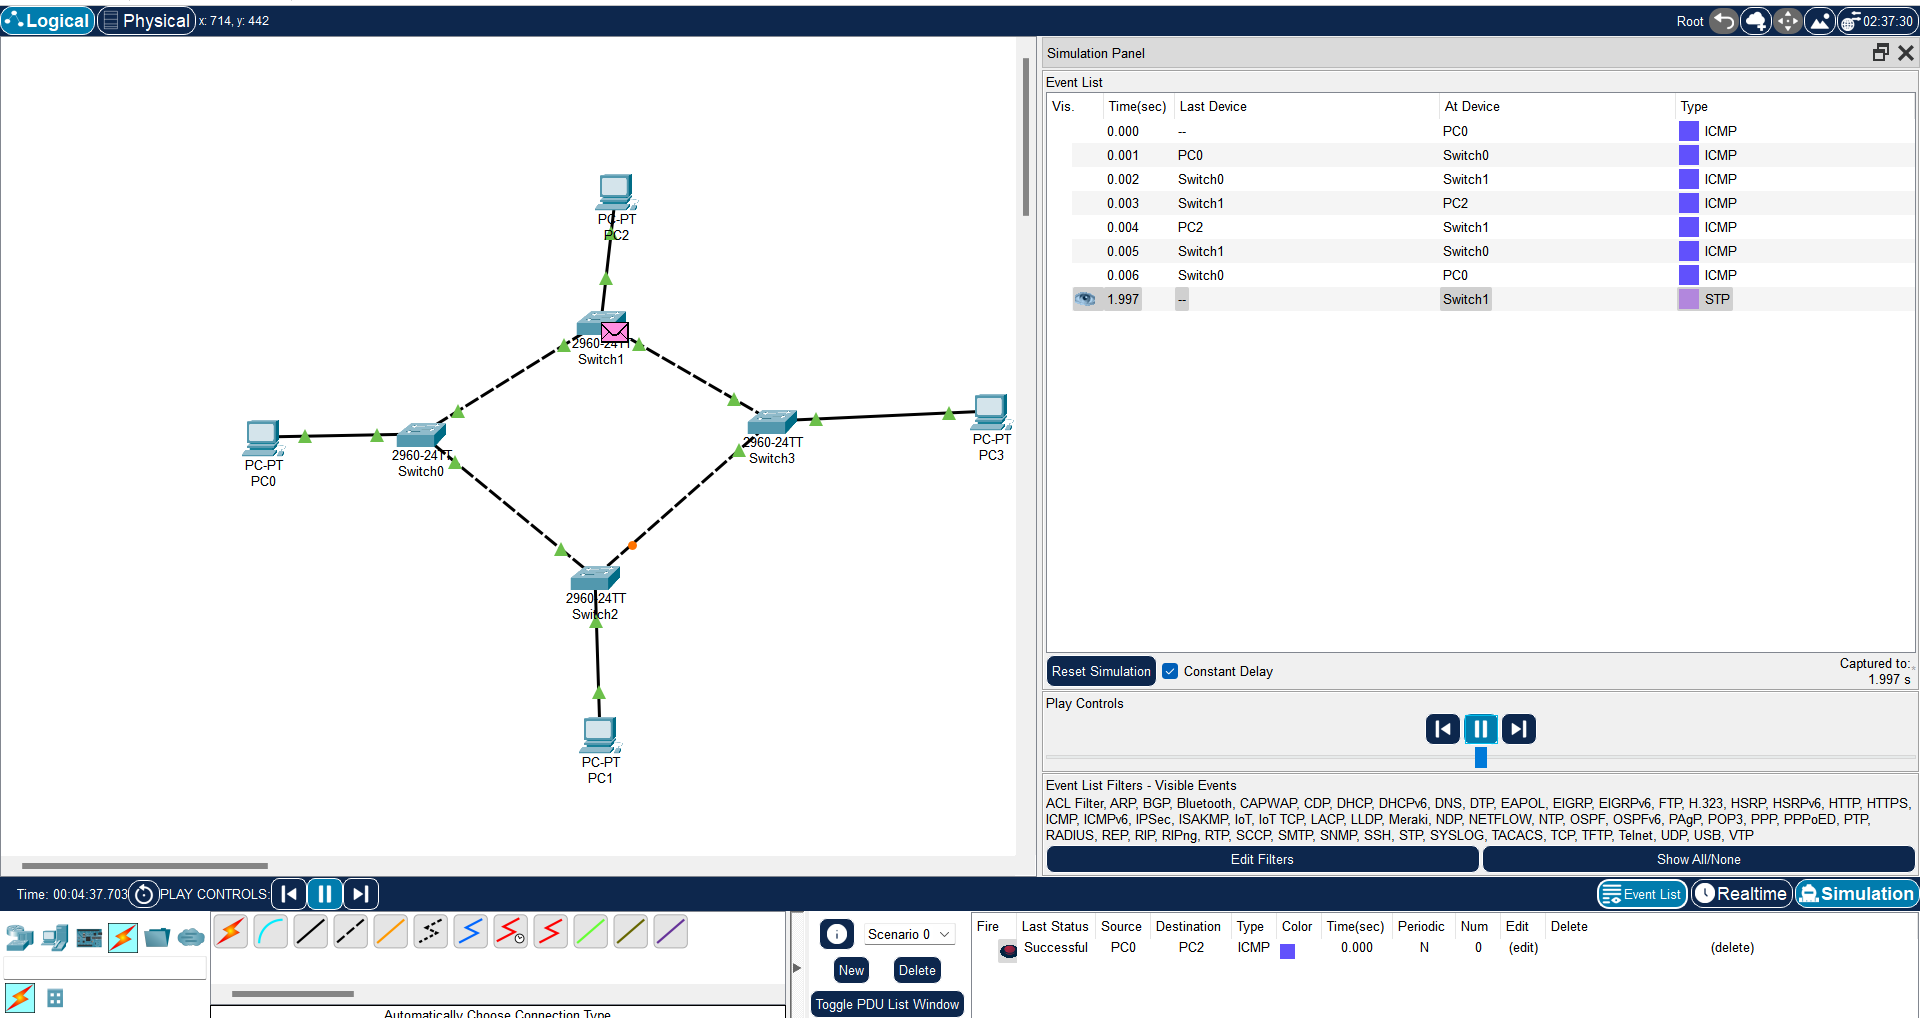 Logical Physical x: 714, y: 442 Root 02:37:30
Simulation Panel
Event List
Vis. Time(sec) Last Device At Device Type
0.000 -- PC0 ICMP
0.001 PC0 Switch0 ICMP
0.002 Switch0 Switch1 ICMP
0.003 Switch1 PC2 ICMP
0.004 PC2 Switch1 ICMP
0.005 Switch1 Switch0 ICMP
0.006 Switch0 PC0 ICMP
1.997 -- Switch1 STP
PC-PT
PC2
2960-24TT
Switch1
PC-PT
PC0
2960-24TT
Switch0
2960-24TT
Switch3
PC-PT
PC3
2960-24TT
Switch2
PC-PT
PC1
Reset Simulation Constant Delay
Captured to:
1.997 s
Play Controls
Event List Filters - Visible Events
ACL Filter, ARP, BGP, Bluetooth, CAPWAP, CDP, DHCP, DHCPv6, DNS, DTP, EAPOL, EIGRP, EIGRPv6, FTP, H.323, HSRP, HSRPv6, HTTP, HTTPS,
ICMP, ICMPv6, IPSec, ISAKMP, IoT, IoT TCP, LACP, LLDP, Meraki, NDP, NETFLOW, NTP, OSPF, OSPFv6, PAgP, POP3, PPP, PPPoED, PTP,
RADIUS, REP, RIP, RIPng, RTP, SCCP, SMTP, SNMP, SSH, STP, SYSLOG, TACACS, TCP, TFTP, Telnet, UDP, USB, VTP
Edit Filters Show All/None
Time: 00:04:37.703 PLAY CONTROLS: Event List Realtime Simulation
Scenario 0
New Delete
Toggle PDU List Window
Fire Last Status Source Destination Type Color Time(sec) Periodic Num Edit Delete
Successful PC0 PC2 ICMP 0.000 N 0 (edit) (delete)
Automatically Choose Connection Type